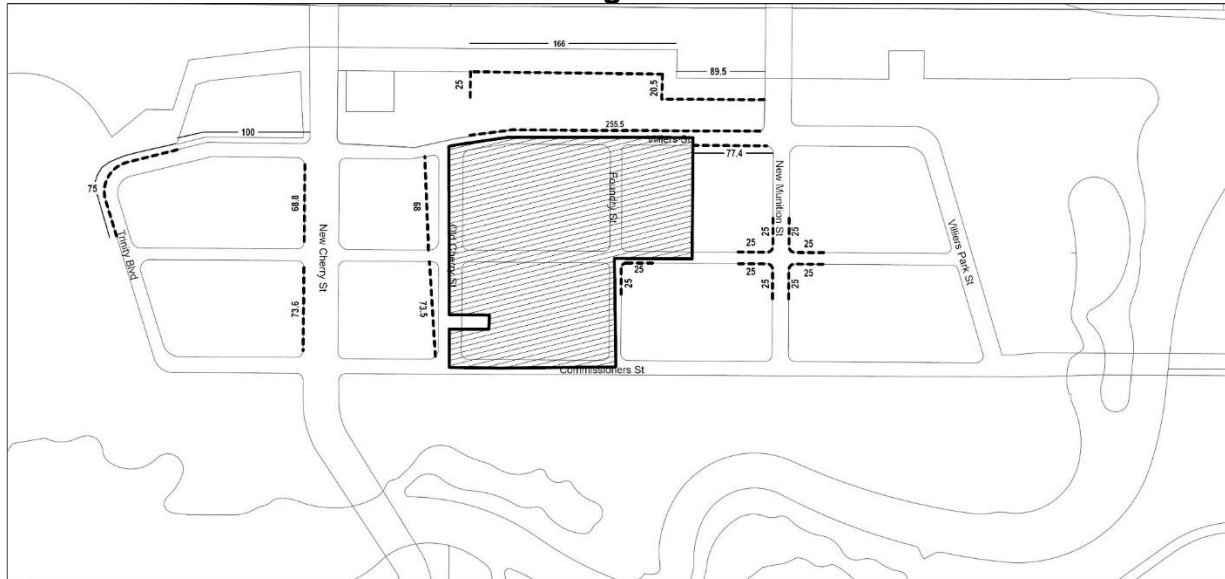 g
166
25
20.5
89.5
100
255.5
Villiers St
77.4
75
68.8
89
Foundry St
New Munition St
25
25
25
25
Trinity Blvd
New Cherry St
Old Cherry St
Villiers Park St
73.6
73.5
25
25
25
25
25
25
Commissioners St